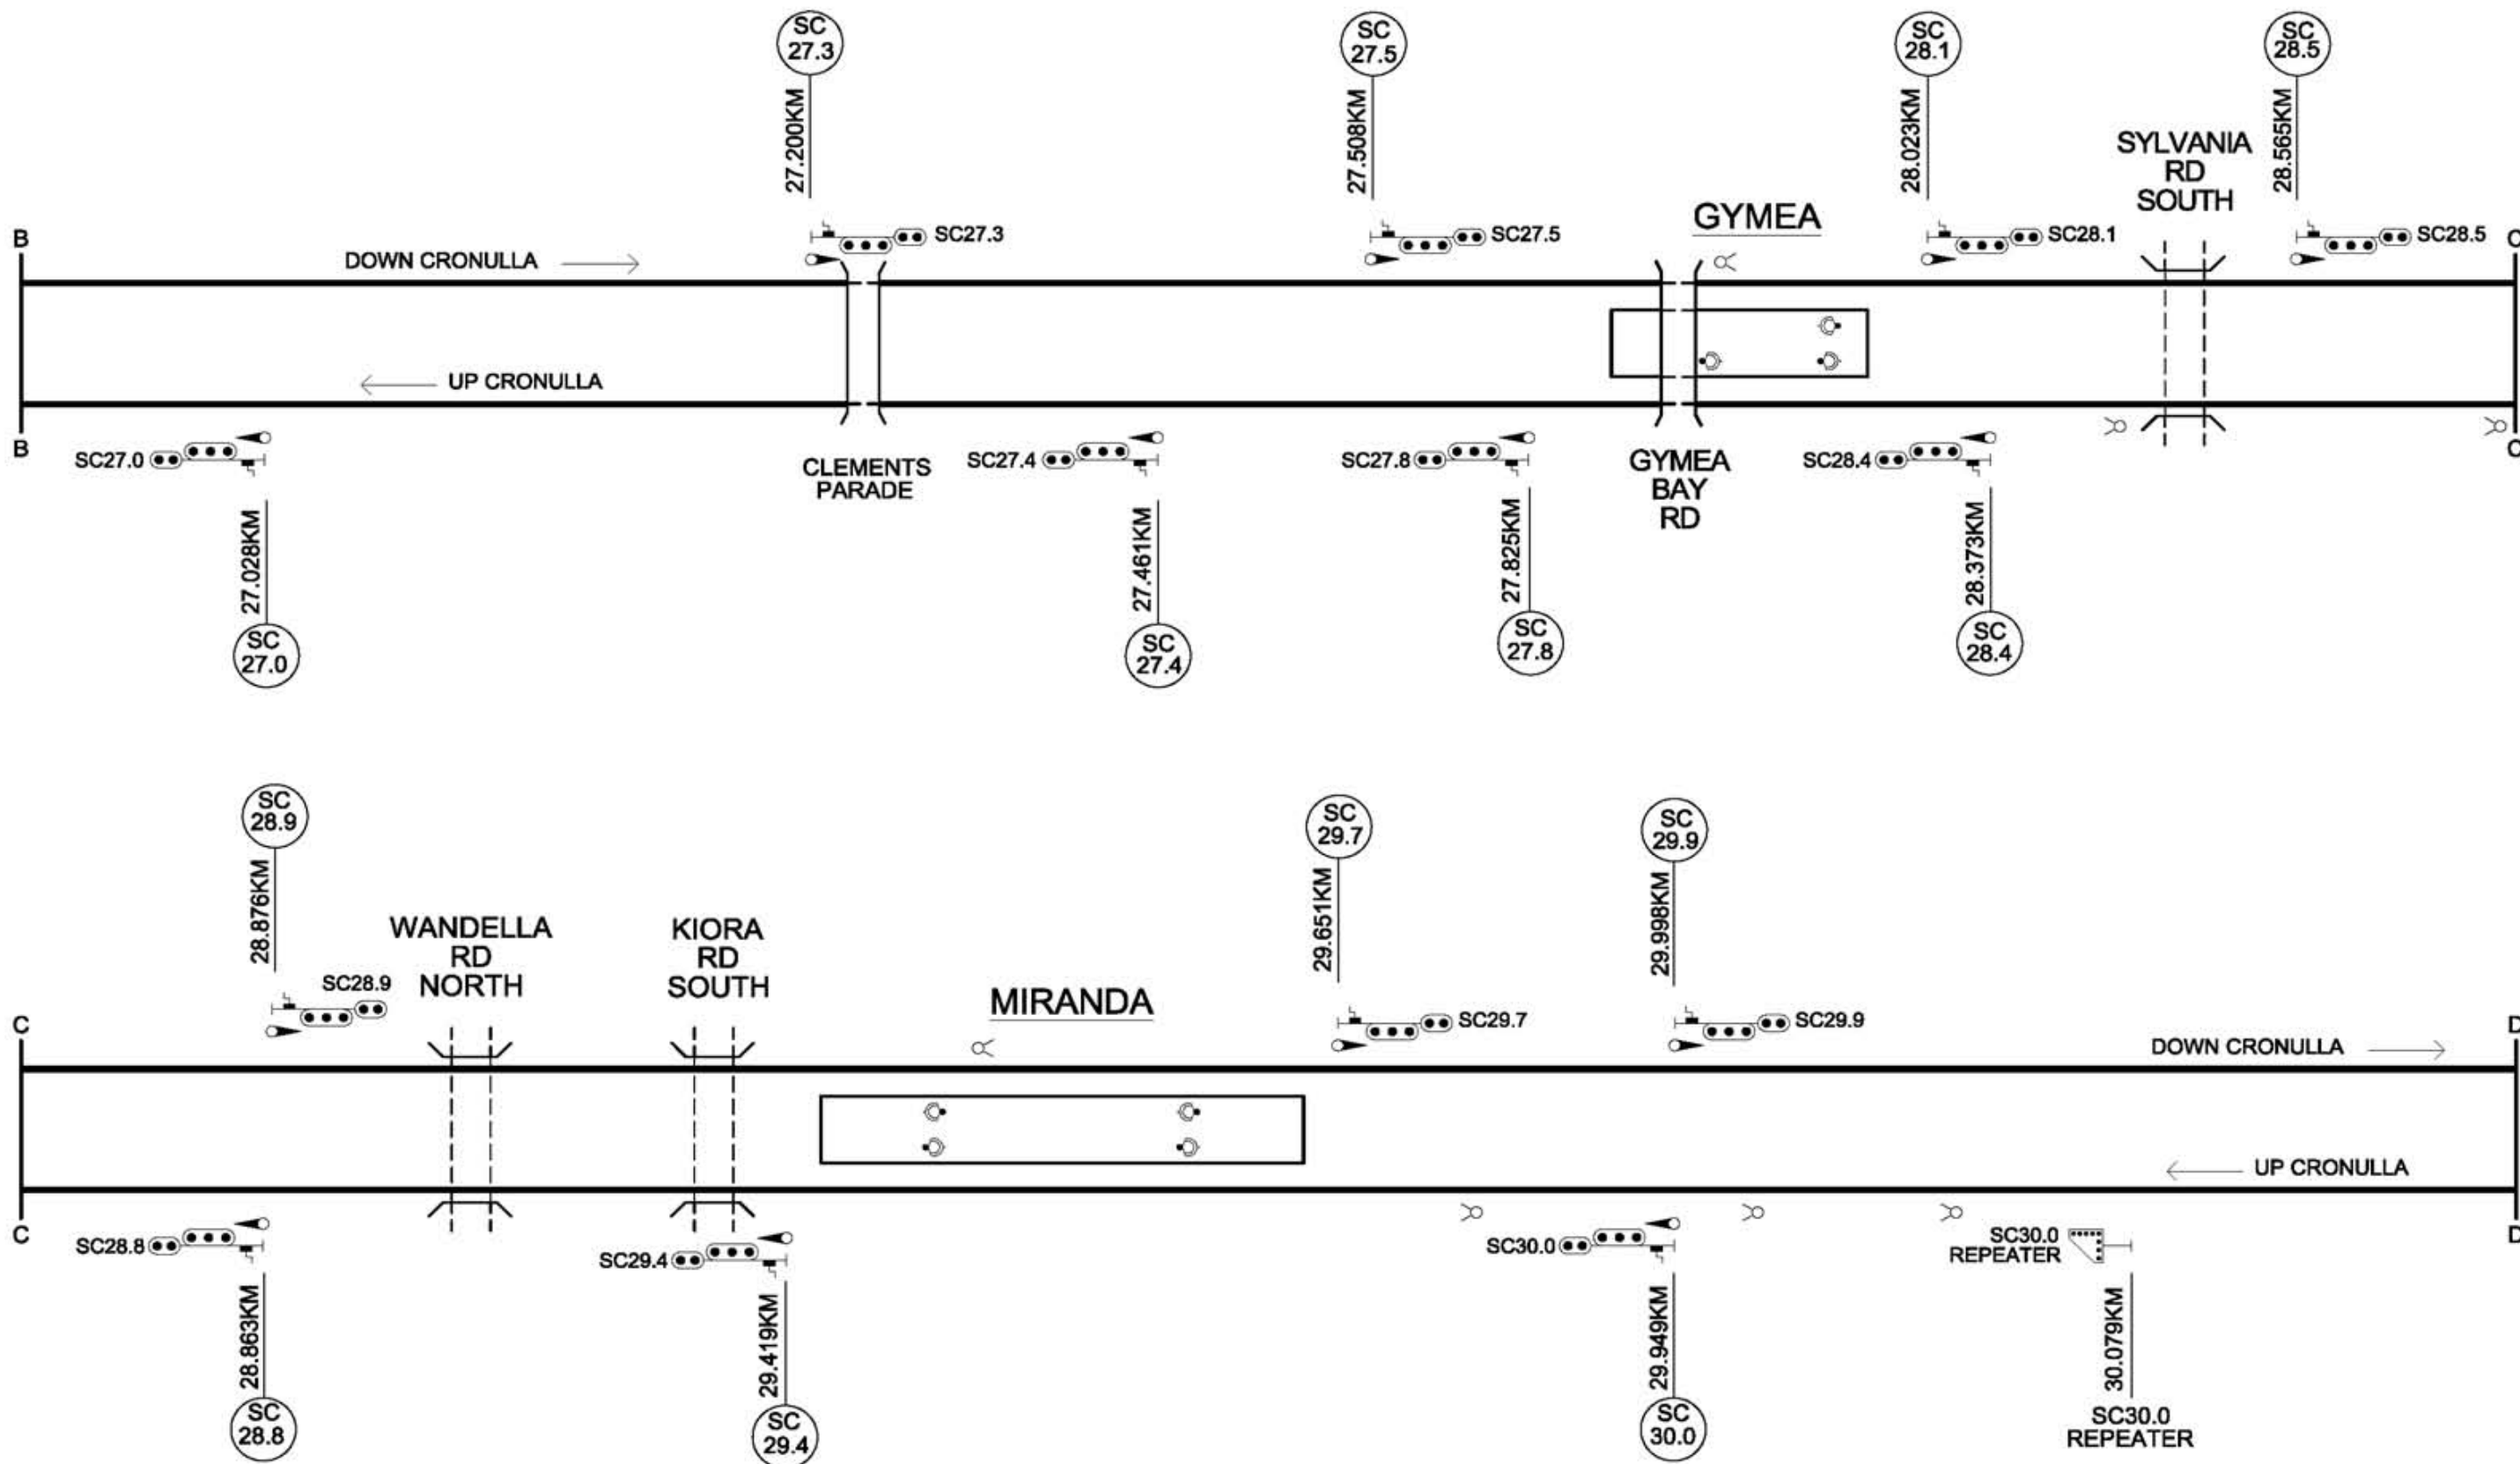 SC
27.3
SC
27.5
SC
28.1
SC
28.5
27.200KM
27.508KM
28.023KM
28.565KM
SYLVANIA
RD
SOUTH
GYMEA
B
SC27.3
SC27.5
SC28.1
SC28.5
C
DOWN CRONULLA
UP CRONULLA
B
SC27.0
CLEMENTS
PARADE
SC27.4
SC27.8
GYMEA
BAY
RD
SC28.4
C
27.028KM
27.461KM
27.825KM
28.373KM
SC
27.0
SC
27.4
SC
27.8
SC
28.4
SC
28.9
SC
29.7
SC
29.9
28.876KM
29.651KM
29.998KM
WANDELLA
RD
NORTH
KIORA
RD
SOUTH
MIRANDA
SC28.9
SC29.7
SC29.9
C
D
DOWN CRONULLA
UP CRONULLA
C
SC28.8
SC29.4
SC30.0
SC30.0
REPEATER
D
28.863KM
29.419KM
29.949KM
30.079KM
SC
28.8
SC
29.4
SC
30.0
SC30.0
REPEATER